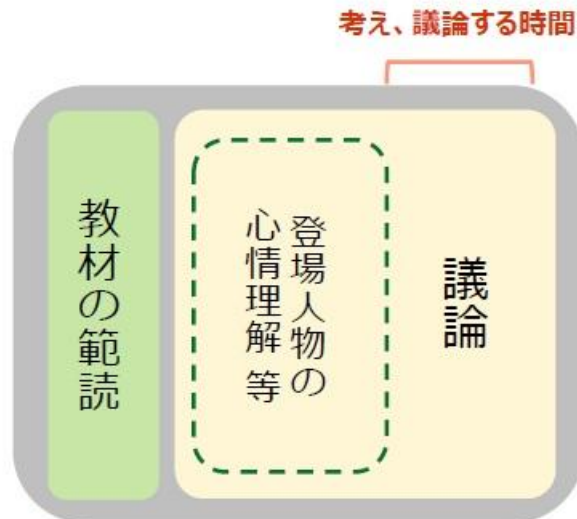 考え、議論する時間
教材の範読
登場人物の
心情理解 等
議論